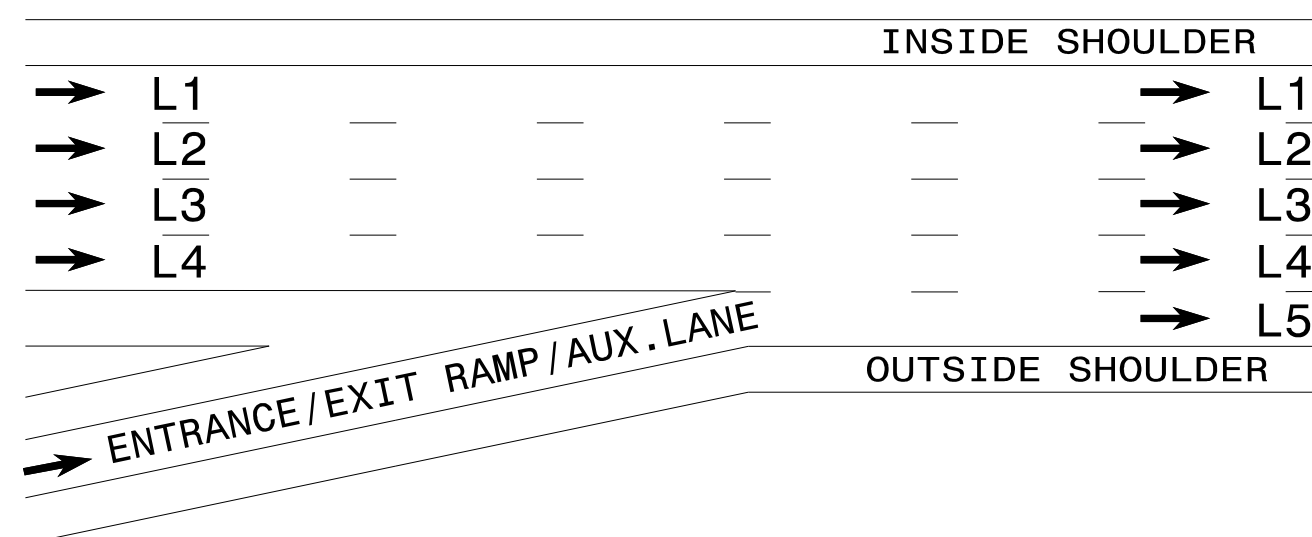 INSIDE SHOULDER
L1 L1
L2 L2
L3 L3
L4 L4
L5
ENTRANCE/EXIT RAMP/AUX.LANE
OUTSIDE SHOULDER